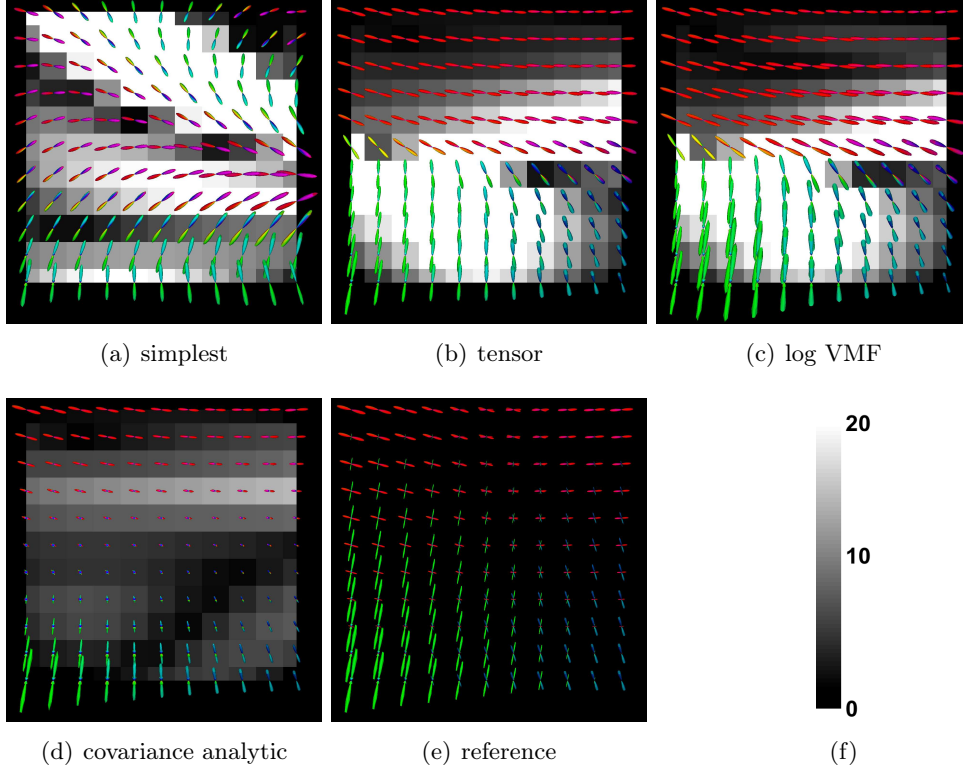 (a) simplest
(b) tensor
(c) log VMF
20
10
0
(d) covariance analytic
(e) reference
(f)